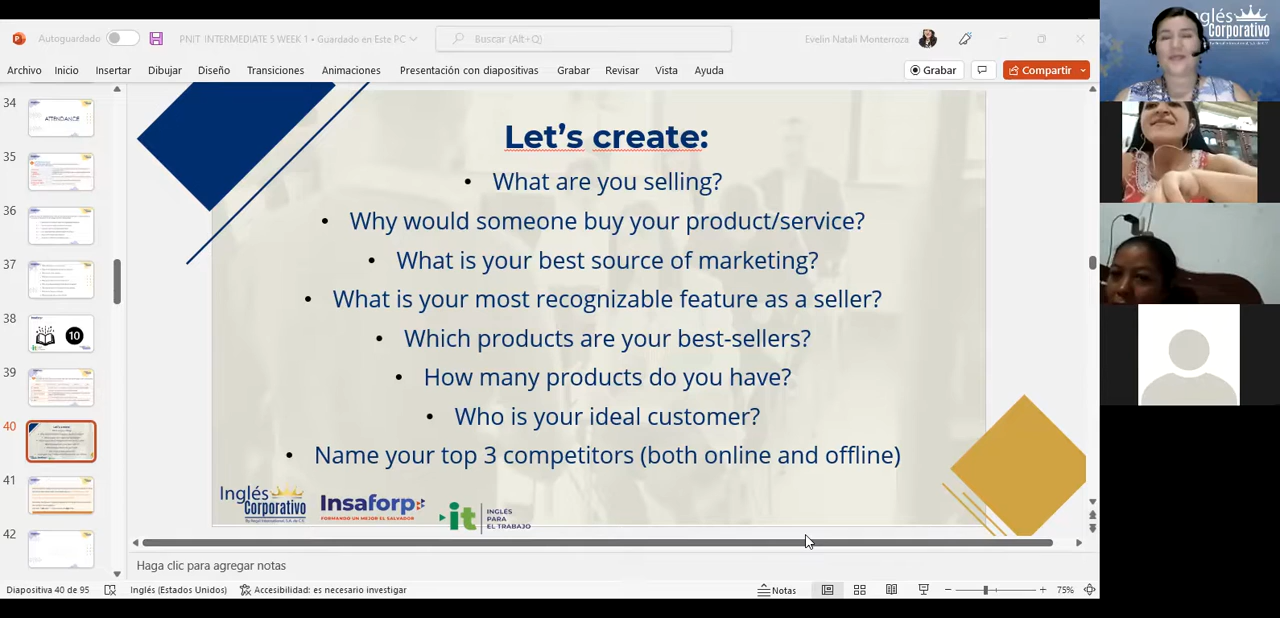 Autoguardado
PNIT INTERMEDIATE 5 WEEK 1 • Guardado en Este PC
Buscar (Alt+Q)
Evelin Natali Monterroza
Archivo Inicio Insertar Dibujar Diseño Transiciones Animaciones Presentación con diapositivas Grabar Revisar Vista Ayuda
Grabar
Compartir
34
ATTENDANCE
35
36
37
38
10
39
40
41
42
Let's create:
• What are you selling?
• Why would someone buy your product/service?
• What is your best source of marketing?
• What is your most recognizable feature as a seller?
• Which products are your best-sellers?
• How many products do you have?
• Who is your ideal customer?
• Name your top 3 competitors (both online and offline)
Inglés
Corporativo
Insaforp
FORMANDO UN MEJOR EL SALVADOR
it
INGLÉS
PARA
EL TRABAJO
Haga clic para agregar notas
Diapositiva 40 de 95
Inglés (Estados Unidos)
Accesibilidad: es necesario investigar
Notas
75%
Corporativo